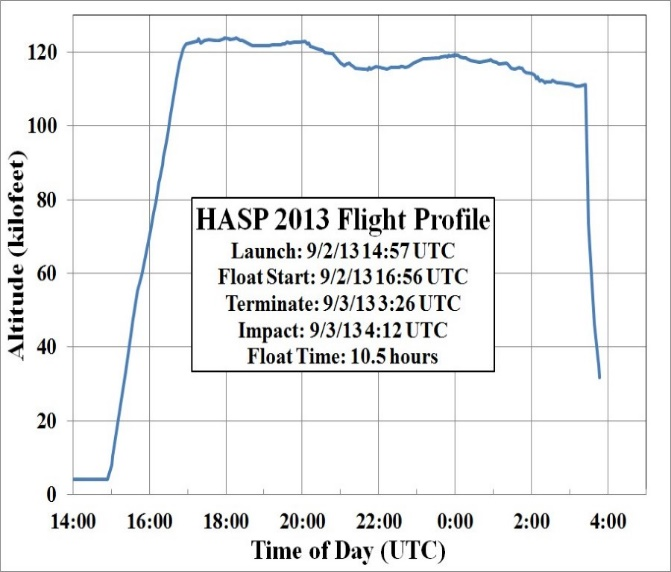 120
100
80
60
40
20
0
Altitude (kilofeet)
HASP 2013 Flight Profile
Launch: 9/2/13 14:57 UTC
Float Start: 9/2/13 16:56 UTC
Terminate: 9/3/13 3:26 UTC
Impact: 9/3/13 4:12 UTC
Float Time: 10.5 hours
14:00 16:00 18:00 20:00 22:00 0:00 2:00 4:00
Time of Day (UTC)